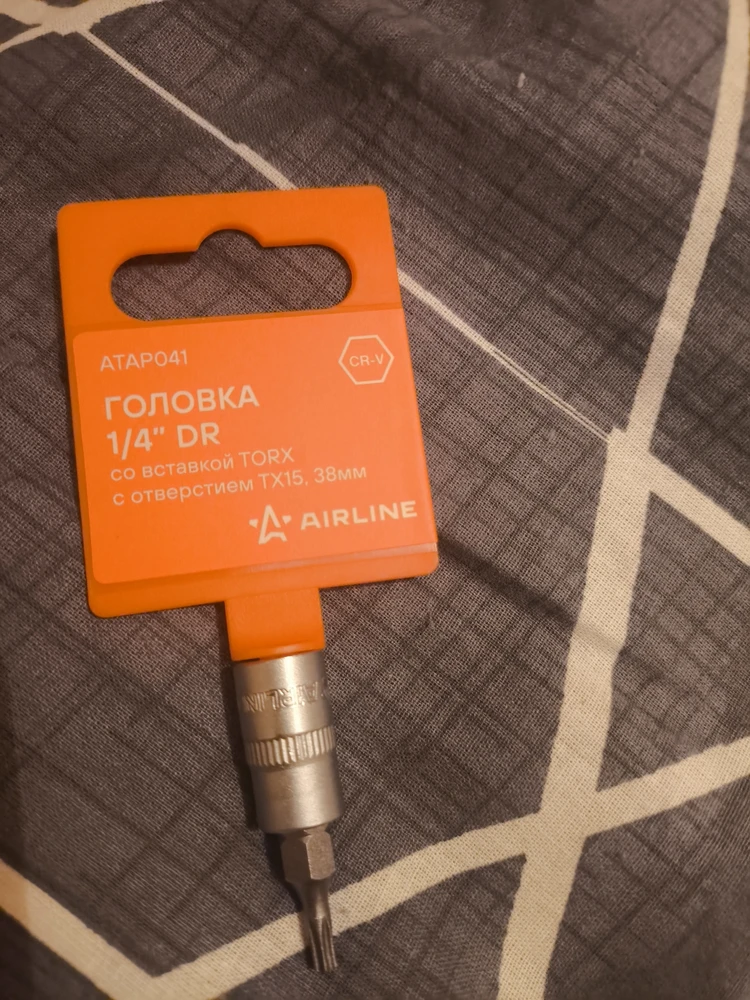 ATAP041
CR-V
ГОЛОВКА
1/4" DR
со вставкой TORX
с отверстием TX15, 38мм
AIRLINE